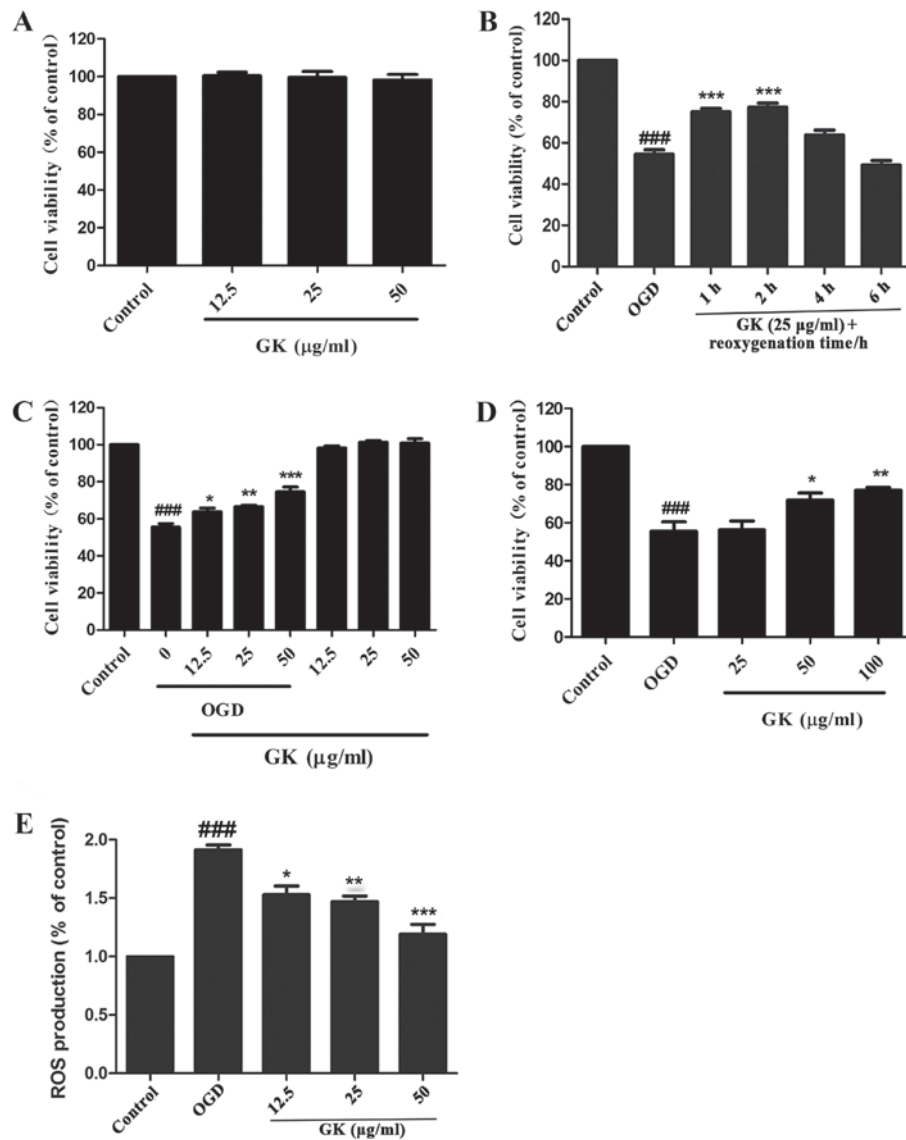 A
Cell viability (% of control)
120
100
80
60
40
20
0
Control
12.5
25
50
GK (μg/ml)
B
Cell viability (% of control)
120
100
80
60
40
20
0
###
***
***
Control
OGD
1 h
2 h
4 h
6 h
GK (25 μg/ml)+
reoxygenation time/h
C
Cell viability (% of control)
120
100
80
60
40
20
0
###
*
**
***
Control
0
12.5
25
50
12.5
25
50
OGD
GK (μg/ml)
D
Cell viability (% of control)
120
100
80
60
40
20
0
###
*
**
Control
OGD
25
50
100
GK (μg/ml)
E
ROS production (% of control)
2.0
1.5
1.0
0.5
0.0
###
*
**
***
Control
OGD
12.5
25
50
GK (μg/ml)